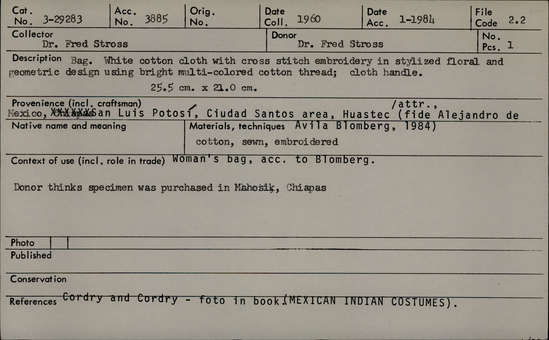 Cat. No. 3-29283 Acc. No. 3885 Orig. No. Date Coll. 1960 Date Acc. 1-1984 File Code 2.2
Collector Dr. Fred Stross Donor Dr. Fred Stross No. Pcs. 1
Description Bag. White cotton cloth with cross stitch embroidery in stylized floral and
geometric design using bright multi-colored cotton thread; cloth handle.
25.5 cm. x 21.0 cm.
Provenience (incl. craftsman) /attr.,
Mexico, San Luis Potosí, Ciudad Santos area, Huastec (fide Alejandro de
Native name and meaning Materials, techniques Avila Blomberg, 1984)
cotton, sewn, embroidered
Context of use (incl. role in trade) Woman's bag, acc. to Blomberg.
Donor thinks specimen was purchased in Mahosik, Chiapas
Photo
Published
Conservation
References Cordry and Cordry - foto in book (MEXICAN INDIAN COSTUMES).